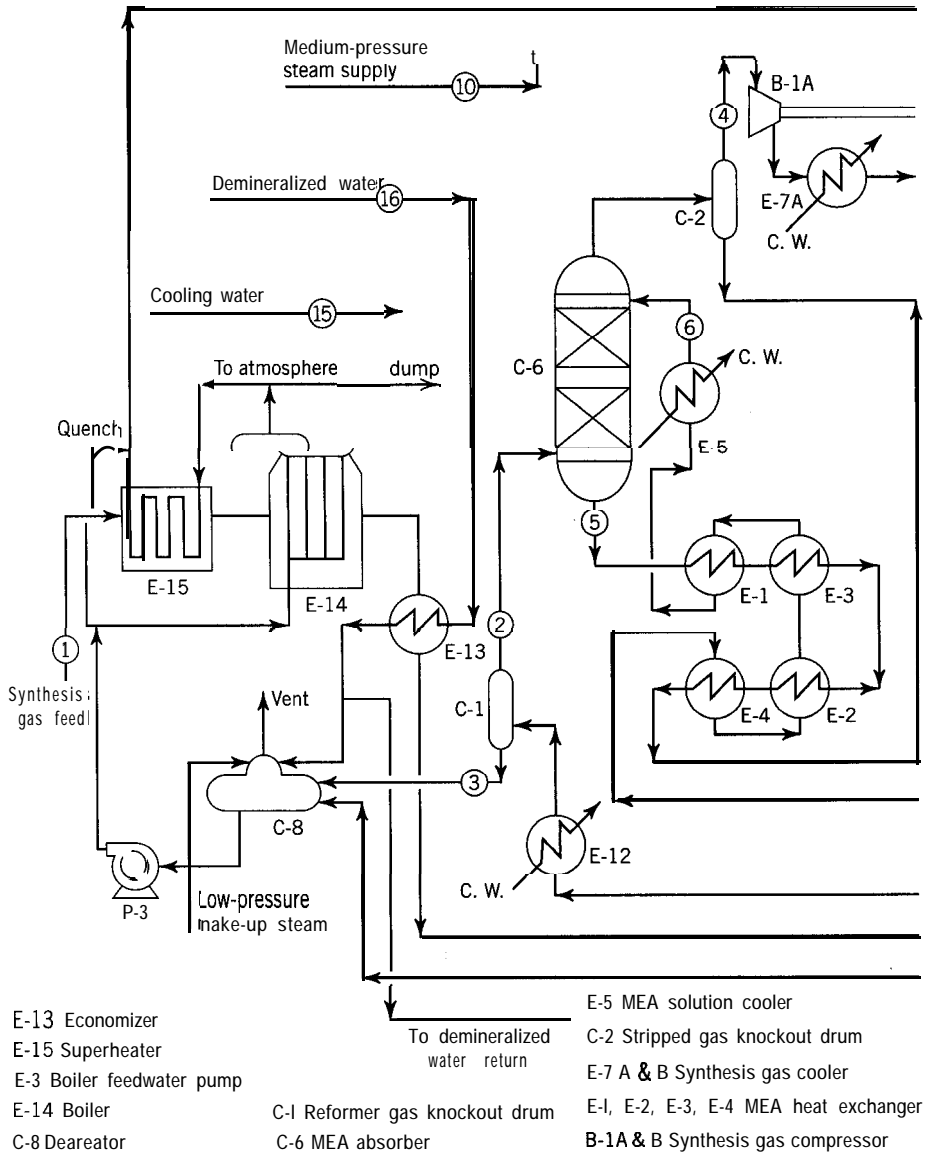 Medium-pressure
steam supply
t
10
B-1A
4
Demineralized water
16
E-7A
C-2
C. W.
Cooling water
15
6
C. W.
C-6
To atmosphere
dump
Quench
E-5
5
E-15
E-14
E-1
E-3
2
1
E-13
Synthesis
gas feed
Vent
C-1
E-4
E-2
3
C-8
E-12
C. W.
P-3
Low-pressure
make-up steam
E-13 Economizer
E-15 Superheater
E-3 Boiler feedwater pump
E-14 Boiler
C-8 Deareator
To demineralized
water return
C-I Reformer gas knockout drum
C-6 MEA absorber
E-5 MEA solution cooler
C-2 Stripped gas knockout drum
E-7 A & B Synthesis gas cooler
E-I, E-2, E-3, E-4 MEA heat exchanger
B-1A & B Synthesis gas compressor